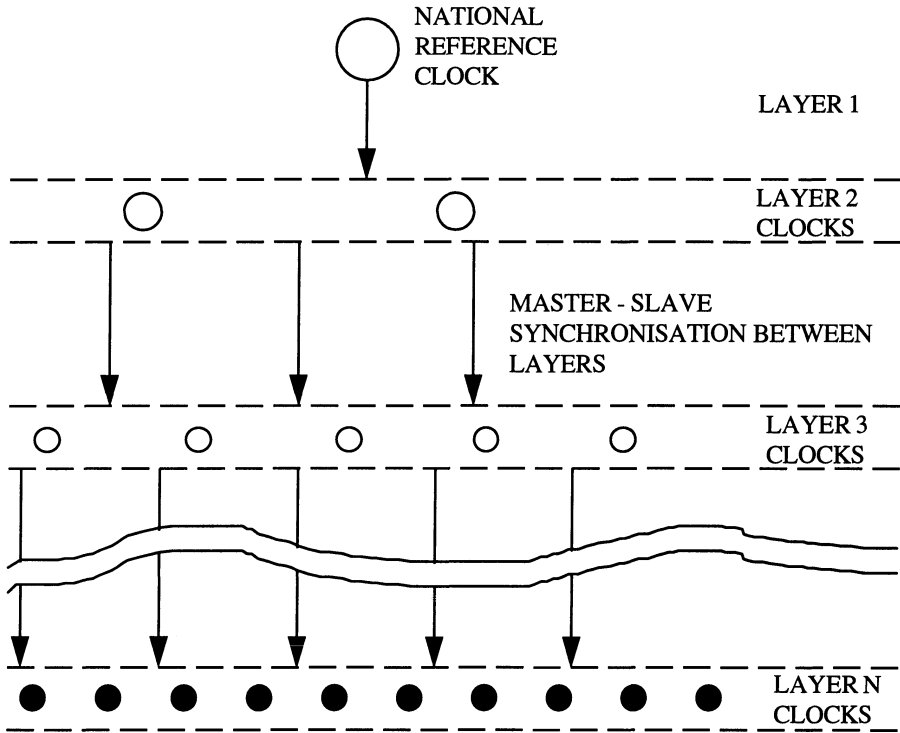 NATIONAL
REFERENCE
CLOCK
LAYER 1
LAYER 2
CLOCKS
MASTER - SLAVE
SYNCHRONISATION BETWEEN
LAYERS
LAYER 3
CLOCKS
LAYER N
CLOCKS